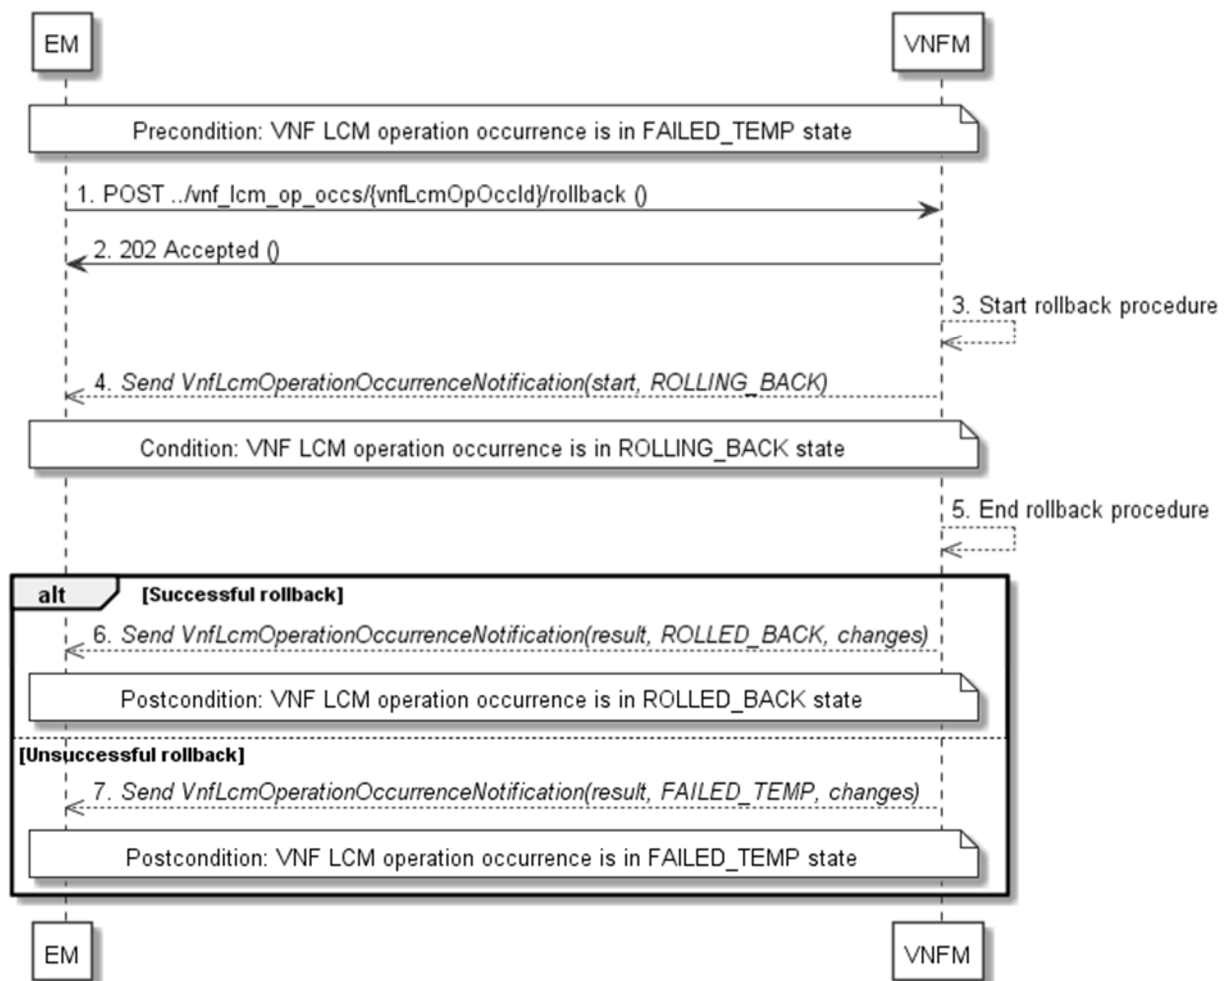 EM
VNFM
Precondition: VNF LCM operation occurrence is in FAILED_TEMP state
1. POST ../vnf_lcm_op_occs/{vnfLcmOpOccId}/rollback ()
2. 202 Accepted ()
3. Start rollback procedure
4. Send VnfLcmOperationOccurrenceNotification(start, ROLLING_BACK)
Condition: VNF LCM operation occurrence is in ROLLING_BACK state
5. End rollback procedure
alt
[Successful rollback]
6. Send VnfLcmOperationOccurrenceNotification(result, ROLLED_BACK, changes)
Postcondition: VNF LCM operation occurrence is in ROLLED_BACK state
[Unsuccessful rollback]
7. Send VnfLcmOperationOccurrenceNotification(result, FAILED_TEMP, changes)
Postcondition: VNF LCM operation occurrence is in FAILED_TEMP state
EM
VNFM